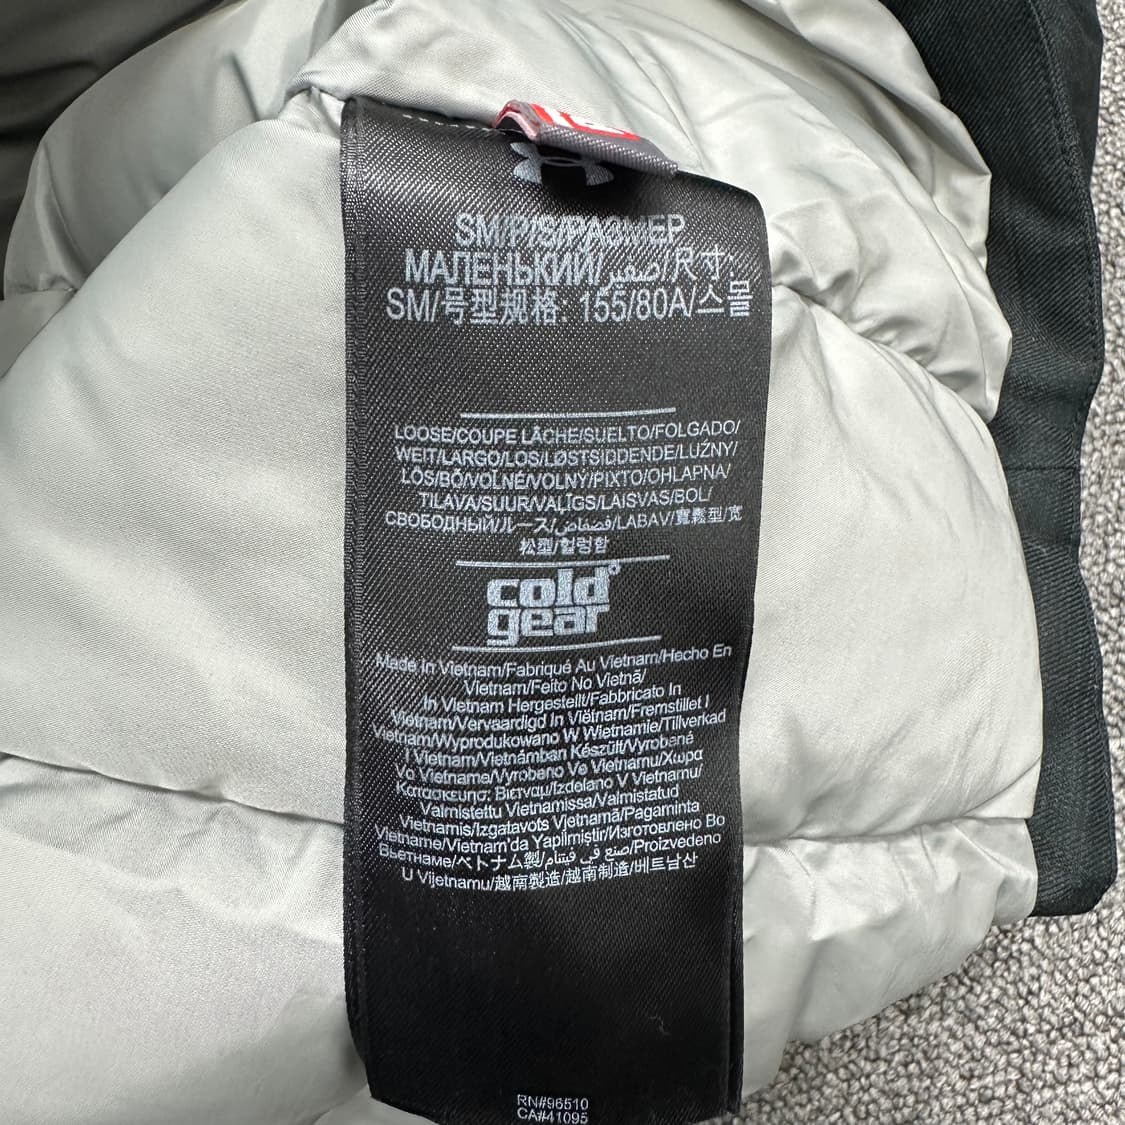 SM/P/S/РАЗМЕР
МАЛЕНЬКИЙ/صغير/尺寸:
SM/号型规格: 155/80A/스몰
LOOSE/COUPE LÂCHE/SUELTO/FOLGADO/
WEIT/LARGO/LOS/LØSTSIDDENDE/LUŹNY/
LÖS/BŐ/VOLNÉ/VOĽNÝ/ΡΙΧΤΟ/OHLAPNA/
TILAVA/SUUR/VAĻĪGS/LAISVAS/BOL/
СВОБОДНЫЙ/ルース/فضفاض/LABAV/寬鬆型/宽
松型/헐렁함
cold
gear
Made In Vietnam/Fabriqué Au Vietnam/Hecho En
Vietnam/Feito No Vietnã/
In Vietnam Hergestellt/Fabbricato In
Vietnam/Vervaardigd In Viëtnam/Fremstillet I
Vietnam/Wyprodukowano W Wietnamie/Tillverkad
I Vietnam/Vietnámban Készült/Vyrobené
Vo Vietname/Vyrobeno Ve Vietnamu/Χώρα
Κατασκευής: Βιετναμ/Izdelano V Vietnamu/
Valmistettu Vietnamissa/Valmistatud
Vietnamis/Izgatavots Vjetnamā/Pagaminta
Vietname/Vietnam'da Yapılmıştır/Изготовлено Во
Вьетнаме/ベトナム製/صنع في فيتنام/Proizvedeno
U Vijetnamu/越南製造/越南制造/베트남산
RN#96510
CA#41095